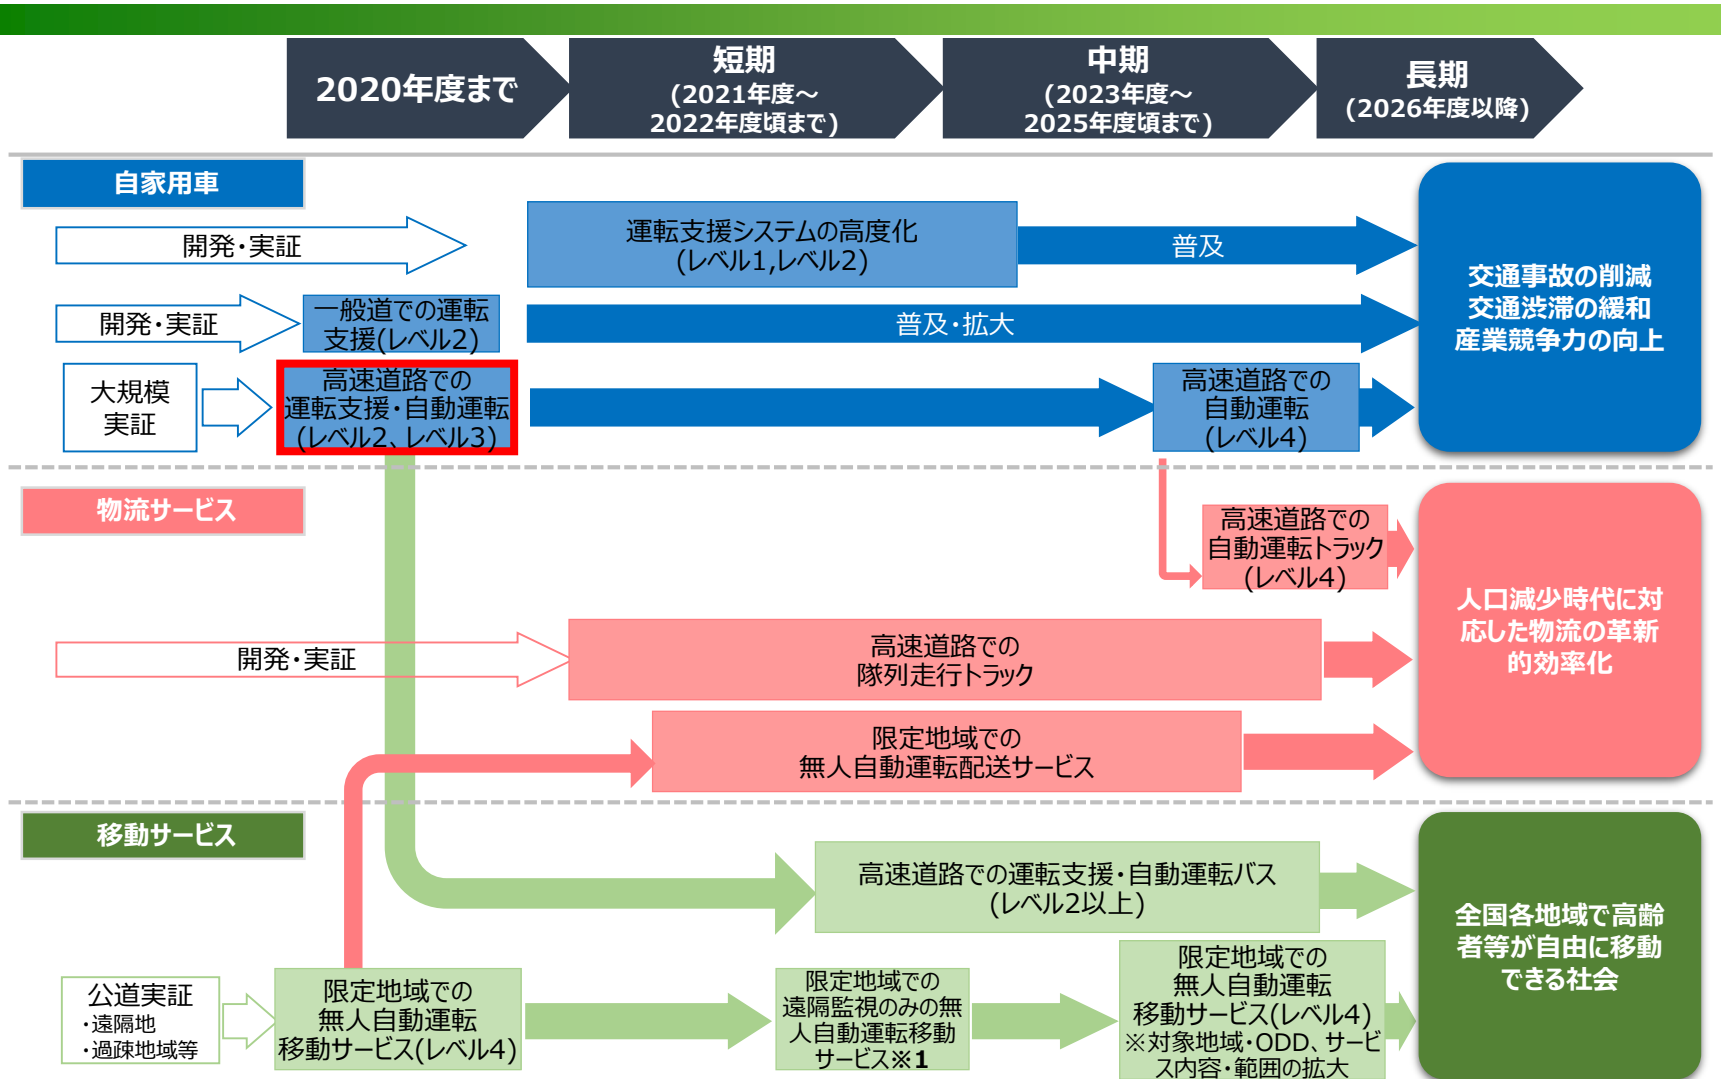 2020年度まで
短期
(2021年度～
2022年度頃まで)
中期
(2023年度～
2025年度頃まで)
長期
(2026年度以降)
自家用車
開発・実証
運転支援システムの高度化
(レベル1,レベル2)
普及
開発・実証
一般道での運転
支援(レベル2)
普及・拡大
大規模
実証
高速道路での
運転支援・自動運転
(レベル2、レベル3)
高速道路での
自動運転
(レベル4)
交通事故の削減
交通渋滞の緩和
産業競争力の向上
物流サービス
高速道路での
自動運転トラック
(レベル4)
開発・実証
高速道路での
隊列走行トラック
限定地域での
無人自動運転配送サービス
人口減少時代に対
応した物流の革新
的効率化
移動サービス
高速道路での運転支援・自動運転バス
(レベル2以上)
公道実証
・遠隔地
・過疎地域等
限定地域での
無人自動運転
移動サービス(レベル4)
限定地域での
遠隔監視のみの無
人自動運転移動
サービス※1
限定地域での
無人自動運転
移動サービス(レベル4)
※対象地域・ODD、サービ
ス内容・範囲の拡大
全国各地域で高齢
者等が自由に移動
できる社会